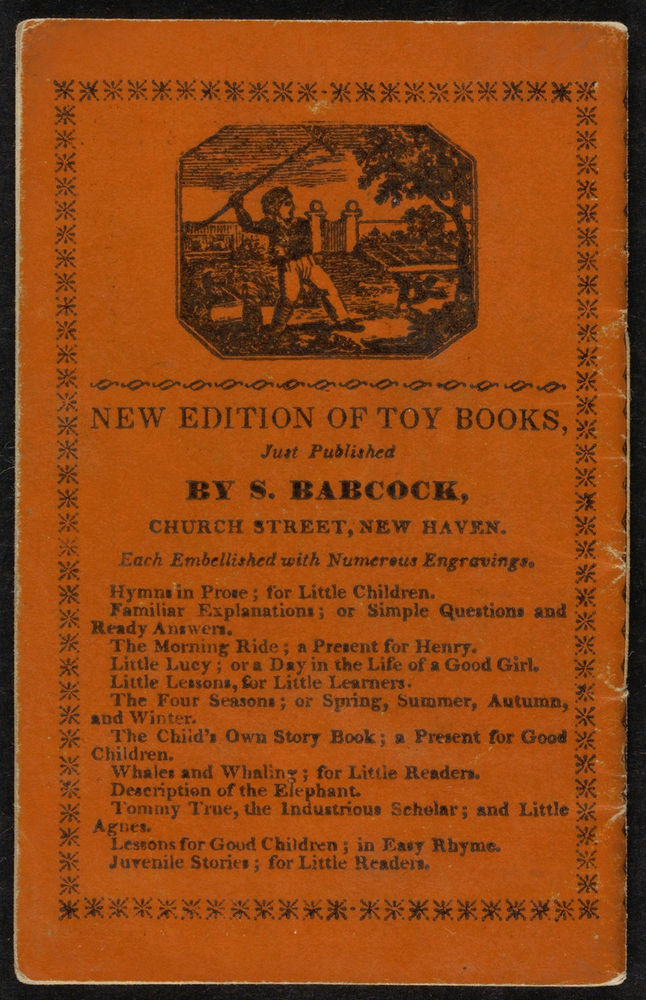 NEW EDITION OF TOY BOOKS,
Just Published
BY S. BABCOCK,
CHURCH STREET, NEW HAVEN.
Each Embellished with Numerous Engravings.
Hymns in Prose; for Little Children.
Familiar Explanations; or Simple Questions and
Ready Answers.
The Morning Ride; a Present for Henry.
Little Lucy; or a Day in the Life of a Good Girl.
Little Lessons, for Little Learners.
The Four Seasons; or Spring, Summer, Autumn,
and Winter.
The Child's Own Story Book; a Present for Good
Children.
Whales and Whaling; for Little Readers.
Description of the Elephant.
Tommy True, the Industrious Scholar; and Little
Agnes.
Lessons for Good Children; in Easy Rhyme.
Juvenile Stories; for Little Readers.